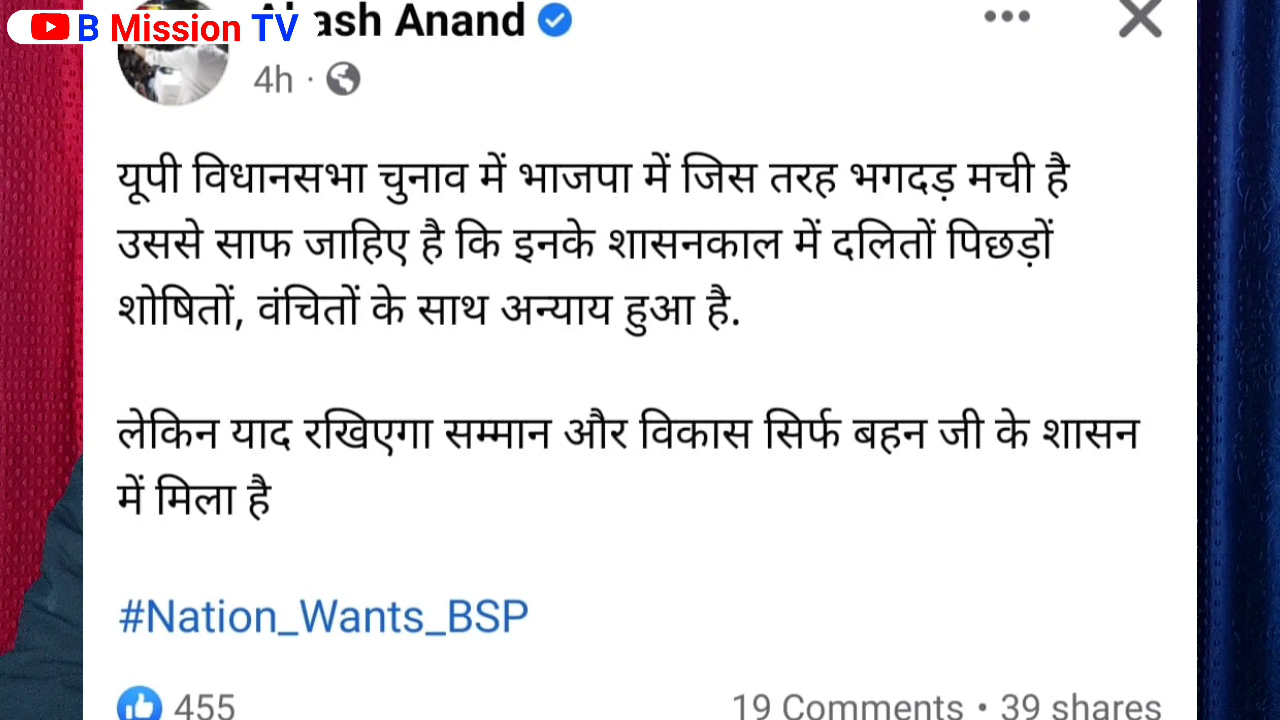 B Mission TV
Akash Anand
4h ·
यूपी विधानसभा चुनाव में भाजपा में जिस तरह भगदड़ मची है
उससे साफ जाहिए है कि इनके शासनकाल में दलितों पिछड़ों
शोषितों, वंचितों के साथ अन्याय हुआ है.
लेकिन याद रखिएगा सम्मान और विकास सिर्फ बहन जी के शासन
में मिला है
#Nation_Wants_BSP
455
19 Comments • 39 shares